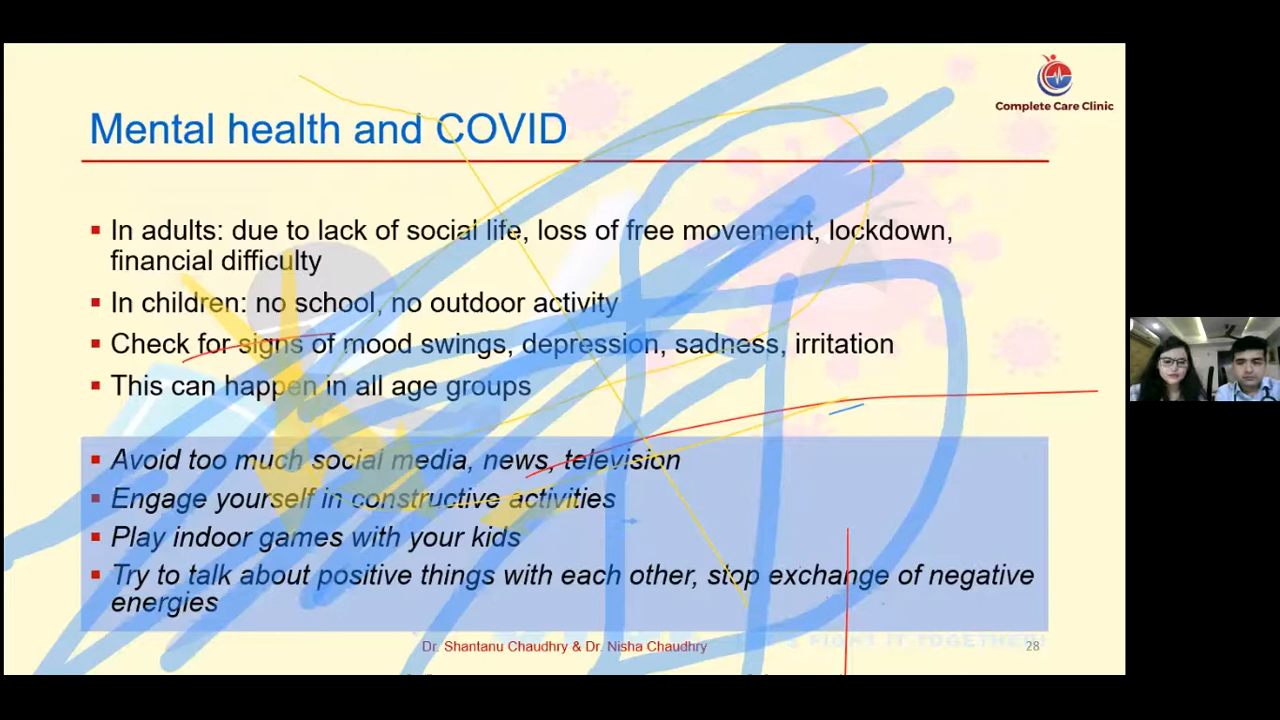 Complete Care Clinic
Mental health and COVID
In adults: due to lack of social life, loss of free movement, lockdown,
financial difficulty
In children: no school, no outdoor activity
Check for signs of mood swings, depression, sadness, irritation
This can happen in all age groups
Avoid too much social media, news, television
Engage yourself in constructive activities
Play indoor games with your kids
Try to talk about positive things with each other, stop exchange of negative
energies
FIGHT IT TOGETHER!
Dr. Shantanu Chaudhry & Dr. Nisha Chaudhry
28